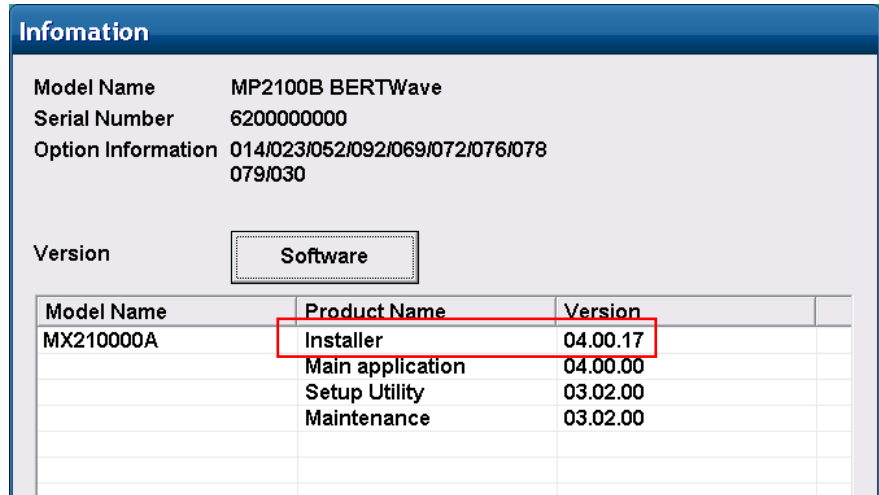 Infomation
Model Name MP2100B BERTWave
Serial Number 6200000000
Option Information 014/023/052/092/069/072/076/078
079/030
Version Software
Model Name Product Name Version
MX210000A Installer 04.00.17
Main application 04.00.00
Setup Utility 03.02.00
Maintenance 03.02.00